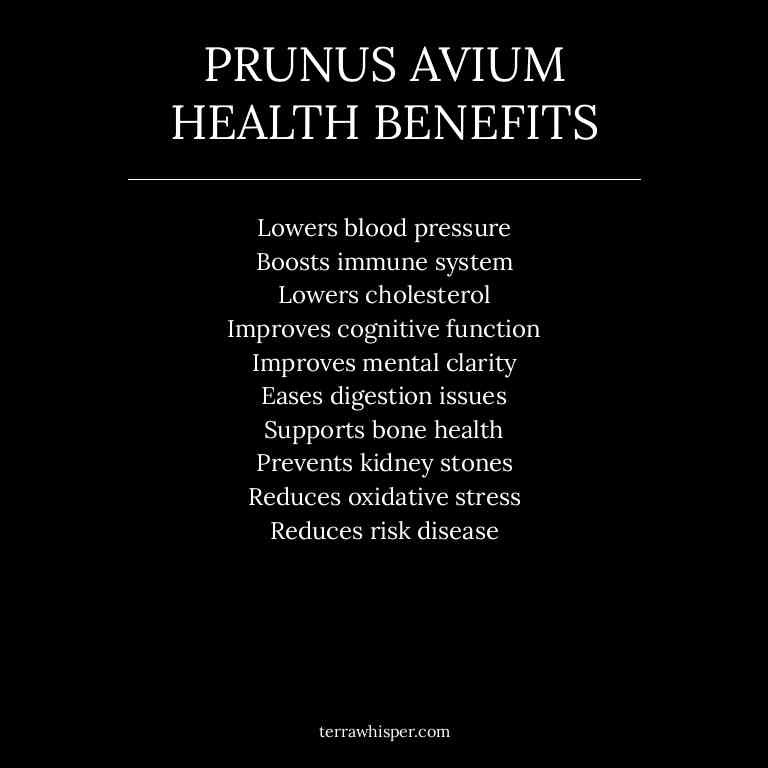 PRUNUS AVIUM
HEALTH BENEFITS
Lowers blood pressure
Boosts immune system
Lowers cholesterol
Improves cognitive function
Improves mental clarity
Eases digestion issues
Supports bone health
Prevents kidney stones
Reduces oxidative stress
Reduces risk disease
terrawhisper.com